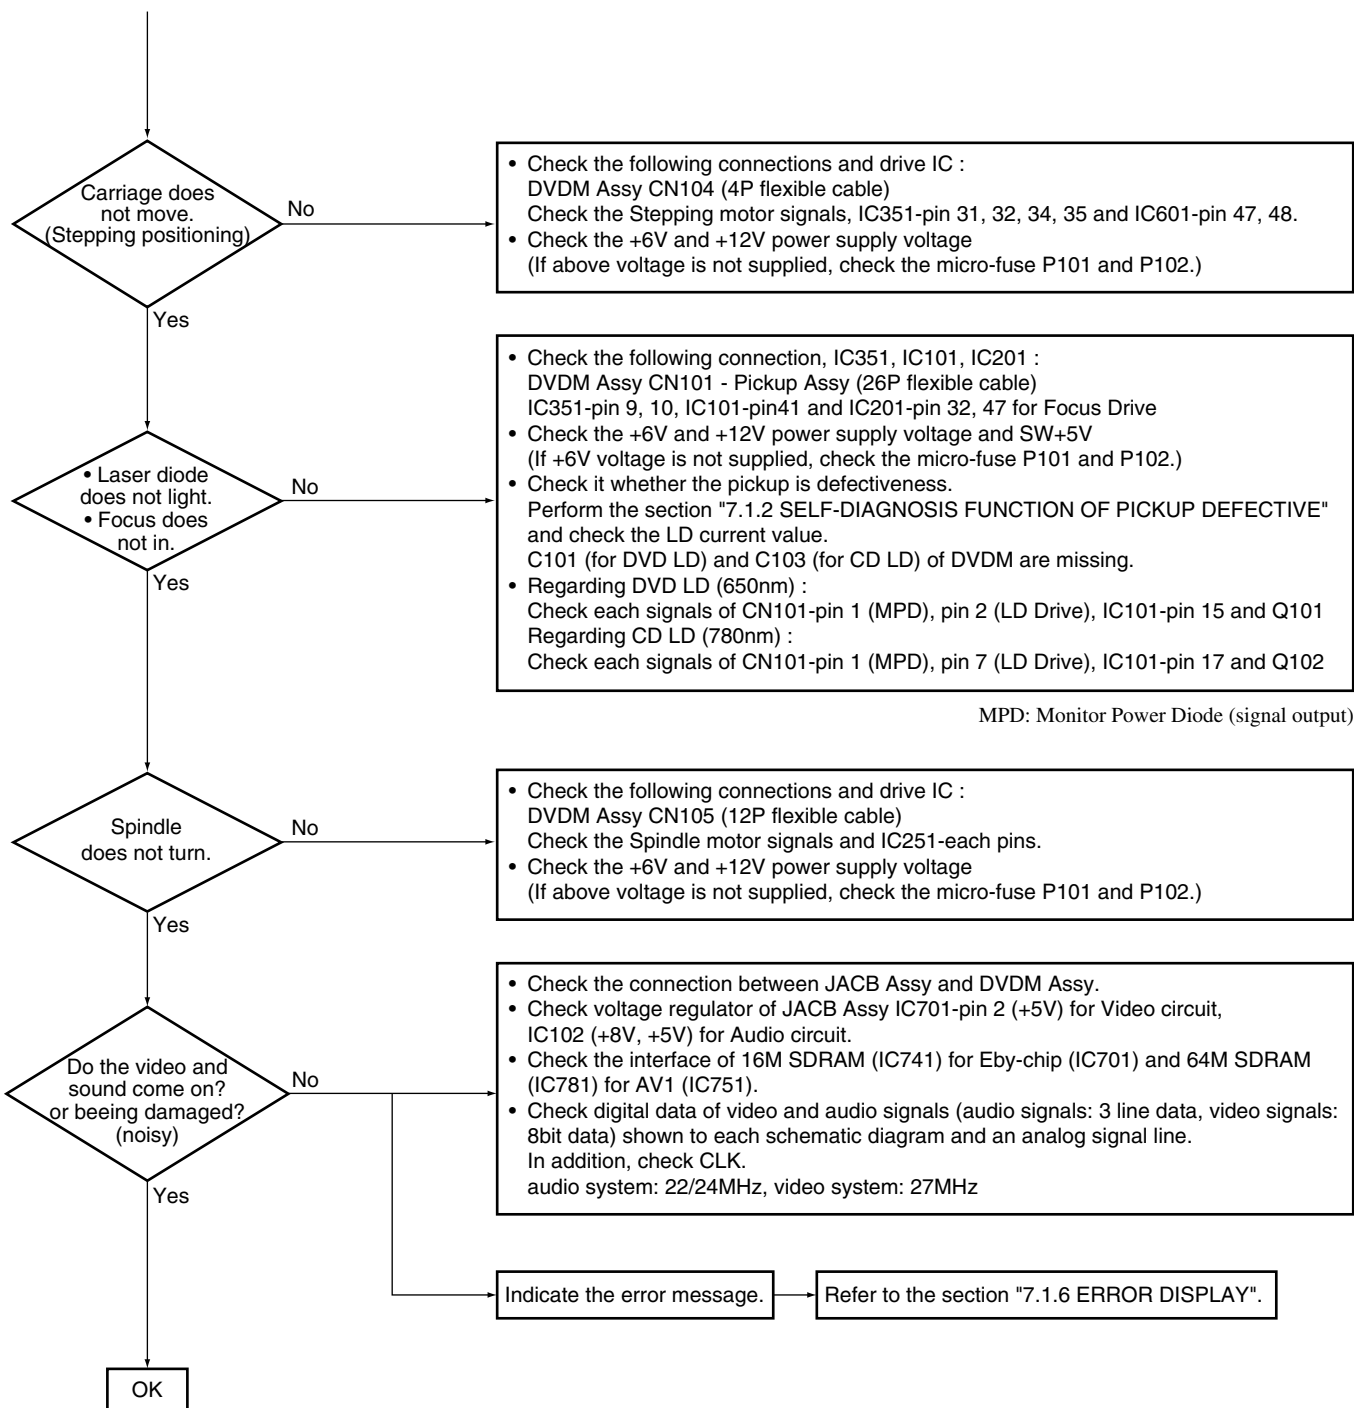 Carriage does
not move.
(Stepping positioning)
No
Yes
• Check the following connections and drive IC :
DVDM Assy CN104 (4P flexible cable)
Check the Stepping motor signals, IC351-pin 31, 32, 34, 35 and IC601-pin 47, 48.
• Check the +6V and +12V power supply voltage
(If above voltage is not supplied, check the micro-fuse P101 and P102.)
• Laser diode
does not light.
• Focus does
not in.
No
Yes
• Check the following connection, IC351, IC101, IC201 :
DVDM Assy CN101 - Pickup Assy (26P flexible cable)
IC351-pin 9, 10, IC101-pin41 and IC201-pin 32, 47 for Focus Drive
• Check the +6V and +12V power supply voltage and SW+5V
(If +6V voltage is not supplied, check the micro-fuse P101 and P102.)
• Check it whether the pickup is defectiveness.
Perform the section "7.1.2 SELF-DIAGNOSIS FUNCTION OF PICKUP DEFECTIVE"
and check the LD current value.
C101 (for DVD LD) and C103 (for CD LD) of DVDM are missing.
• Regarding DVD LD (650nm) :
Check each signals of CN101-pin 1 (MPD), pin 2 (LD Drive), IC101-pin 15 and Q101
Regarding CD LD (780nm) :
Check each signals of CN101-pin 1 (MPD), pin 7 (LD Drive), IC101-pin 17 and Q102
MPD: Monitor Power Diode (signal output)
Spindle
does not turn.
No
Yes
• Check the following connections and drive IC :
DVDM Assy CN105 (12P flexible cable)
Check the Spindle motor signals and IC251-each pins.
• Check the +6V and +12V power supply voltage
(If above voltage is not supplied, check the micro-fuse P101 and P102.)
Do the video and
sound come on?
or beeing damaged?
(noisy)
No
Yes
• Check the connection between JACB Assy and DVDM Assy.
• Check voltage regulator of JACB Assy IC701-pin 2 (+5V) for Video circuit,
IC102 (+8V, +5V) for Audio circuit.
• Check the interface of 16M SDRAM (IC741) for Eby-chip (IC701) and 64M SDRAM
(IC781) for AV1 (IC751).
• Check digital data of video and audio signals (audio signals: 3 line data, video signals:
8bit data) shown to each schematic diagram and an analog signal line.
In addition, check CLK.
audio system: 22/24MHz, video system: 27MHz
Indicate the error message.
Refer to the section "7.1.6 ERROR DISPLAY".
OK